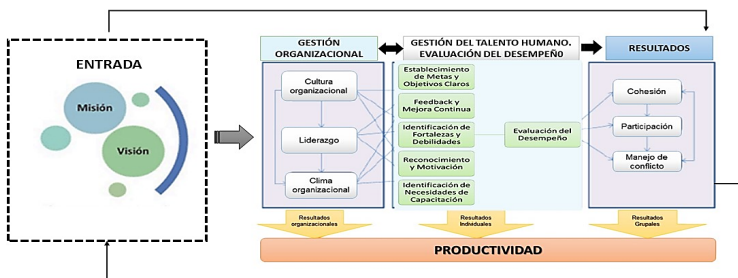 ENTRADA
Misión
Visión
GESTIÓN
ORGANIZACIONAL
Cultura
organizacional
Liderazgo
Clima
organizacional
GESTIÓN DEL TALENTO HUMANO.
EVALUACIÓN DEL DESEMPEÑO
Establecimiento
de Metas y
Objetivos Claros
Feedback y
Mejora Continua
Identificación de
Fortalezas y
Debilidades
Reconocimiento
y Motivación
Identificación de
Necesidades de
Capacitación
Evaluación del
Desempeño
RESULTADOS
Cohesión
Participación
Manejo de
conflicto
Resultados
organizacionales
Resultados
Individuales
Resultados
Grupales
PRODUCTIVIDAD